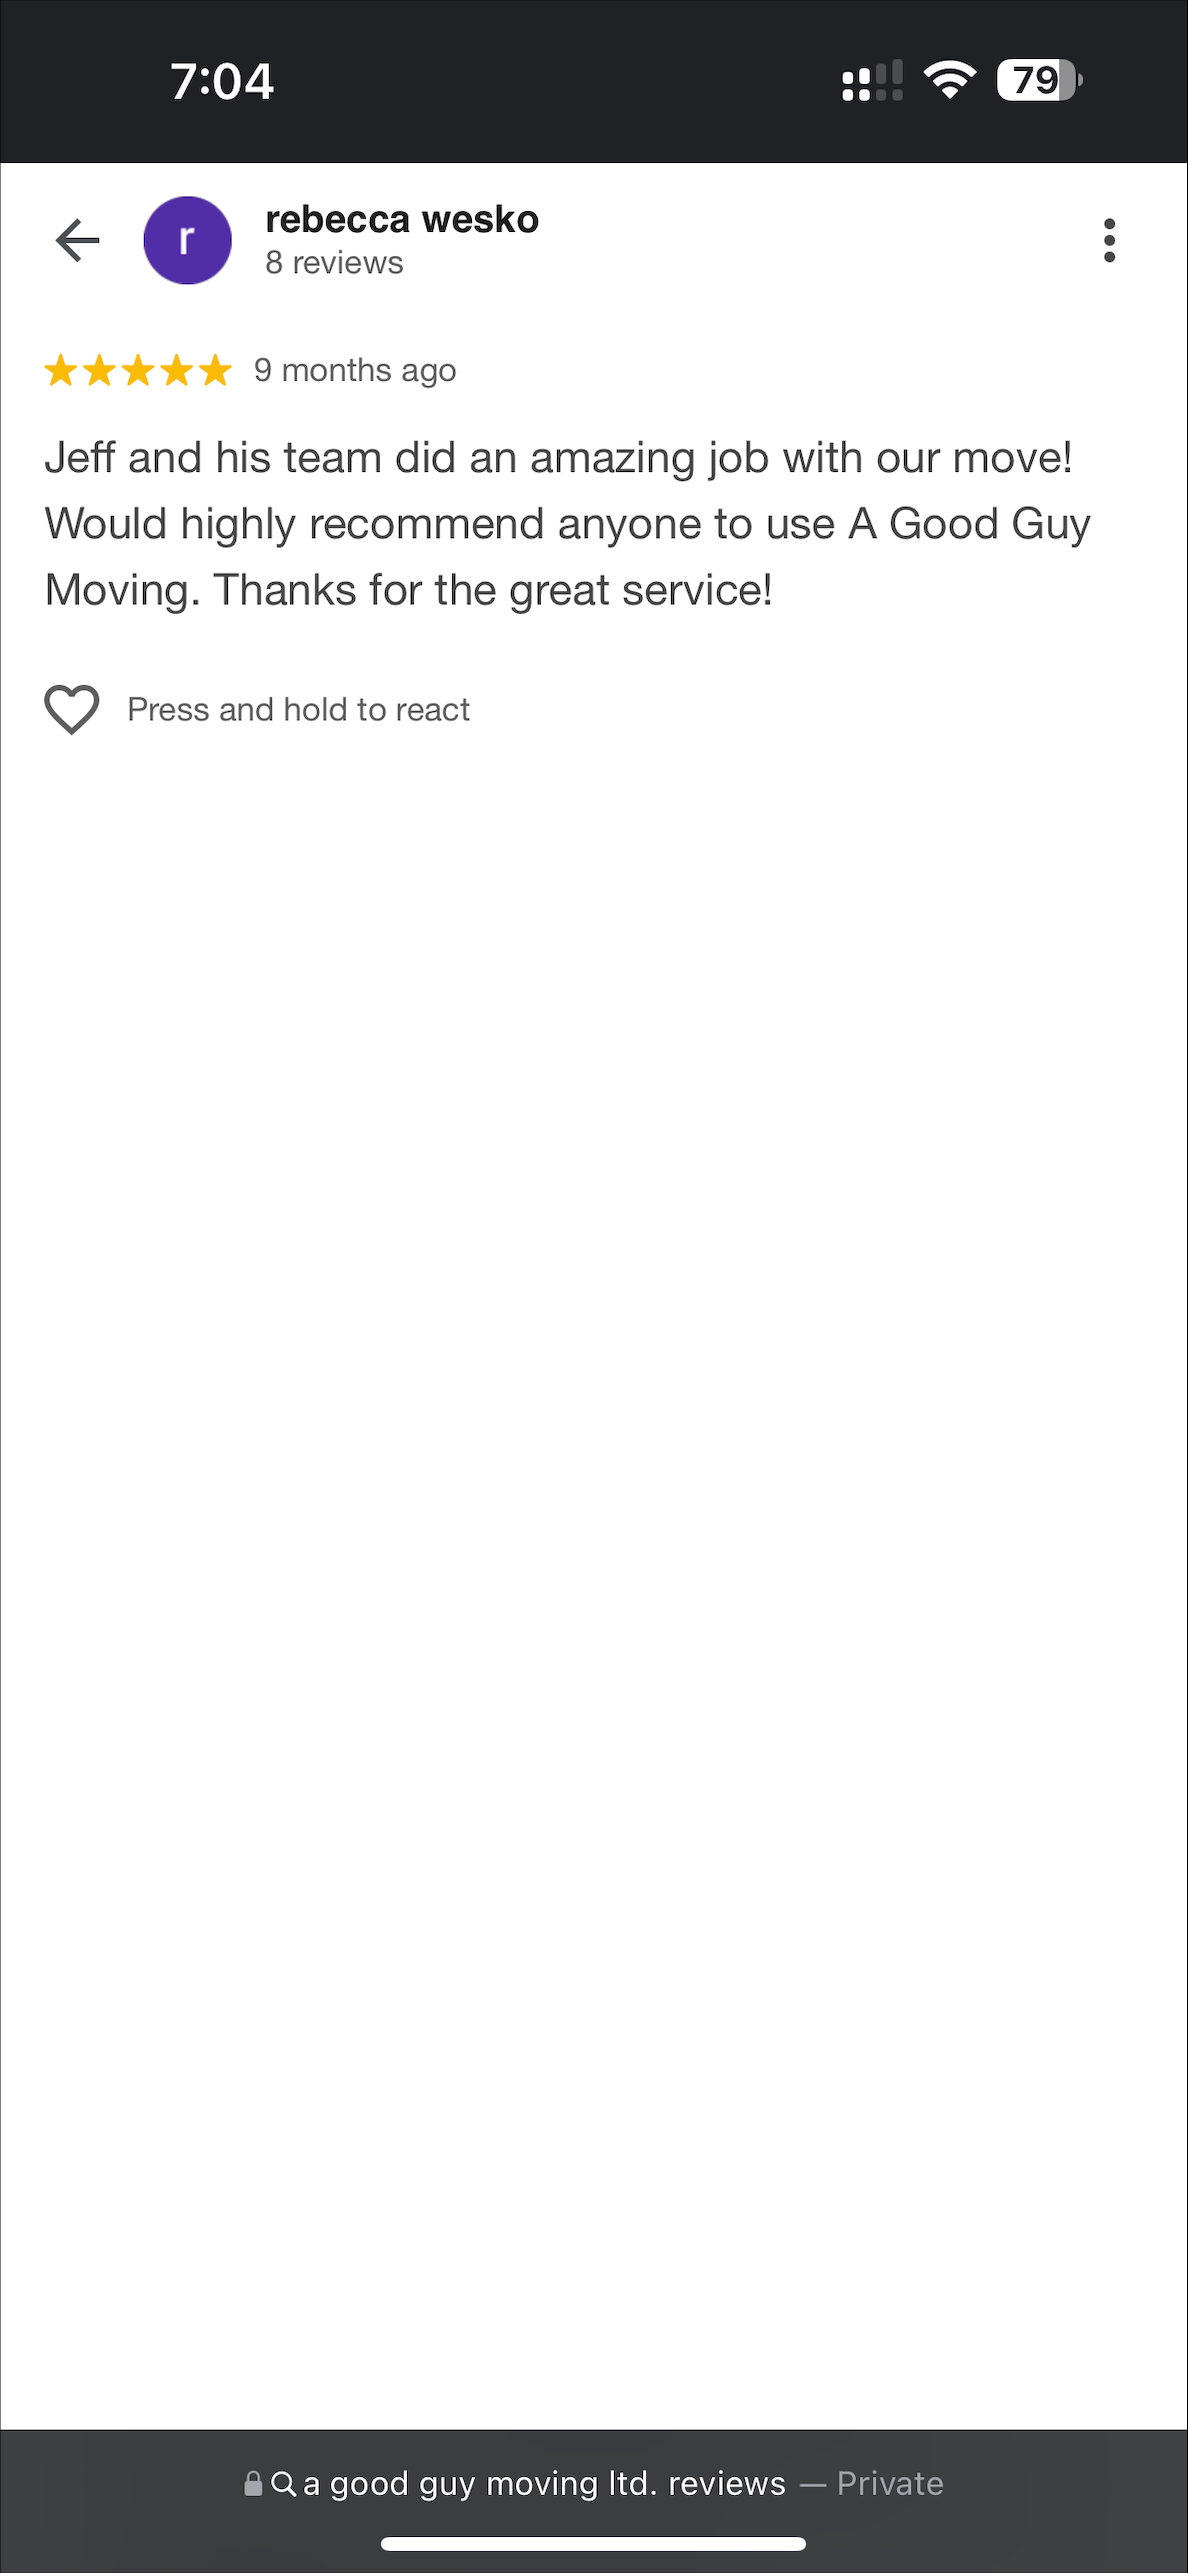 7:04
79
r
rebecca wesko
8 reviews
9 months ago
Jeff and his team did an amazing job with our move!
Would highly recommend anyone to use A Good Guy
Moving. Thanks for the great service!
Press and hold to react
a good guy moving ltd. reviews — Private